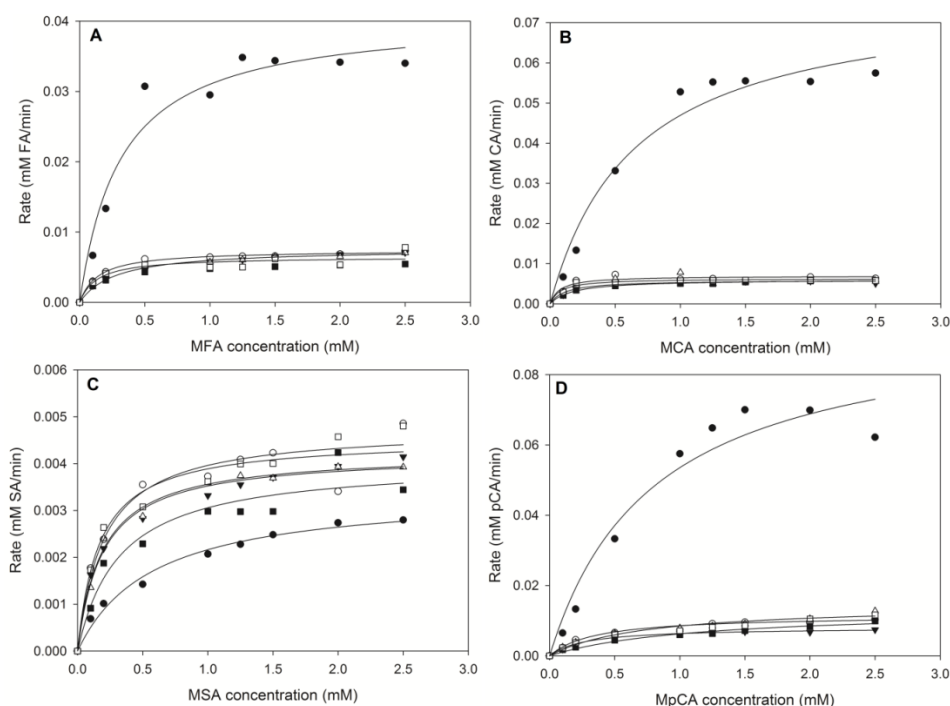 A
Rate (mM FA/min)
0.04
0.03
0.02
0.01
0.00
0.0 0.5 1.0 1.5 2.0 2.5 3.0
MFA concentration (mM)
B
Rate (mM CA/min)
0.08
0.07
0.06
0.05
0.04
0.03
0.02
0.01
0.00
0.0 0.5 1.0 1.5 2.0 2.5 3.0
MCA concentration (mM)
C
Rate (mM SA/min)
0.006
0.005
0.004
0.003
0.002
0.001
0.000
0.0 0.5 1.0 1.5 2.0 2.5 3.0
MSA concentration (mM)
D
Rate (mM pCA/min)
0.08
0.06
0.04
0.02
0.00
0.0 0.5 1.0 1.5 2.0 2.5 3.0
MpCA concentration (mM)